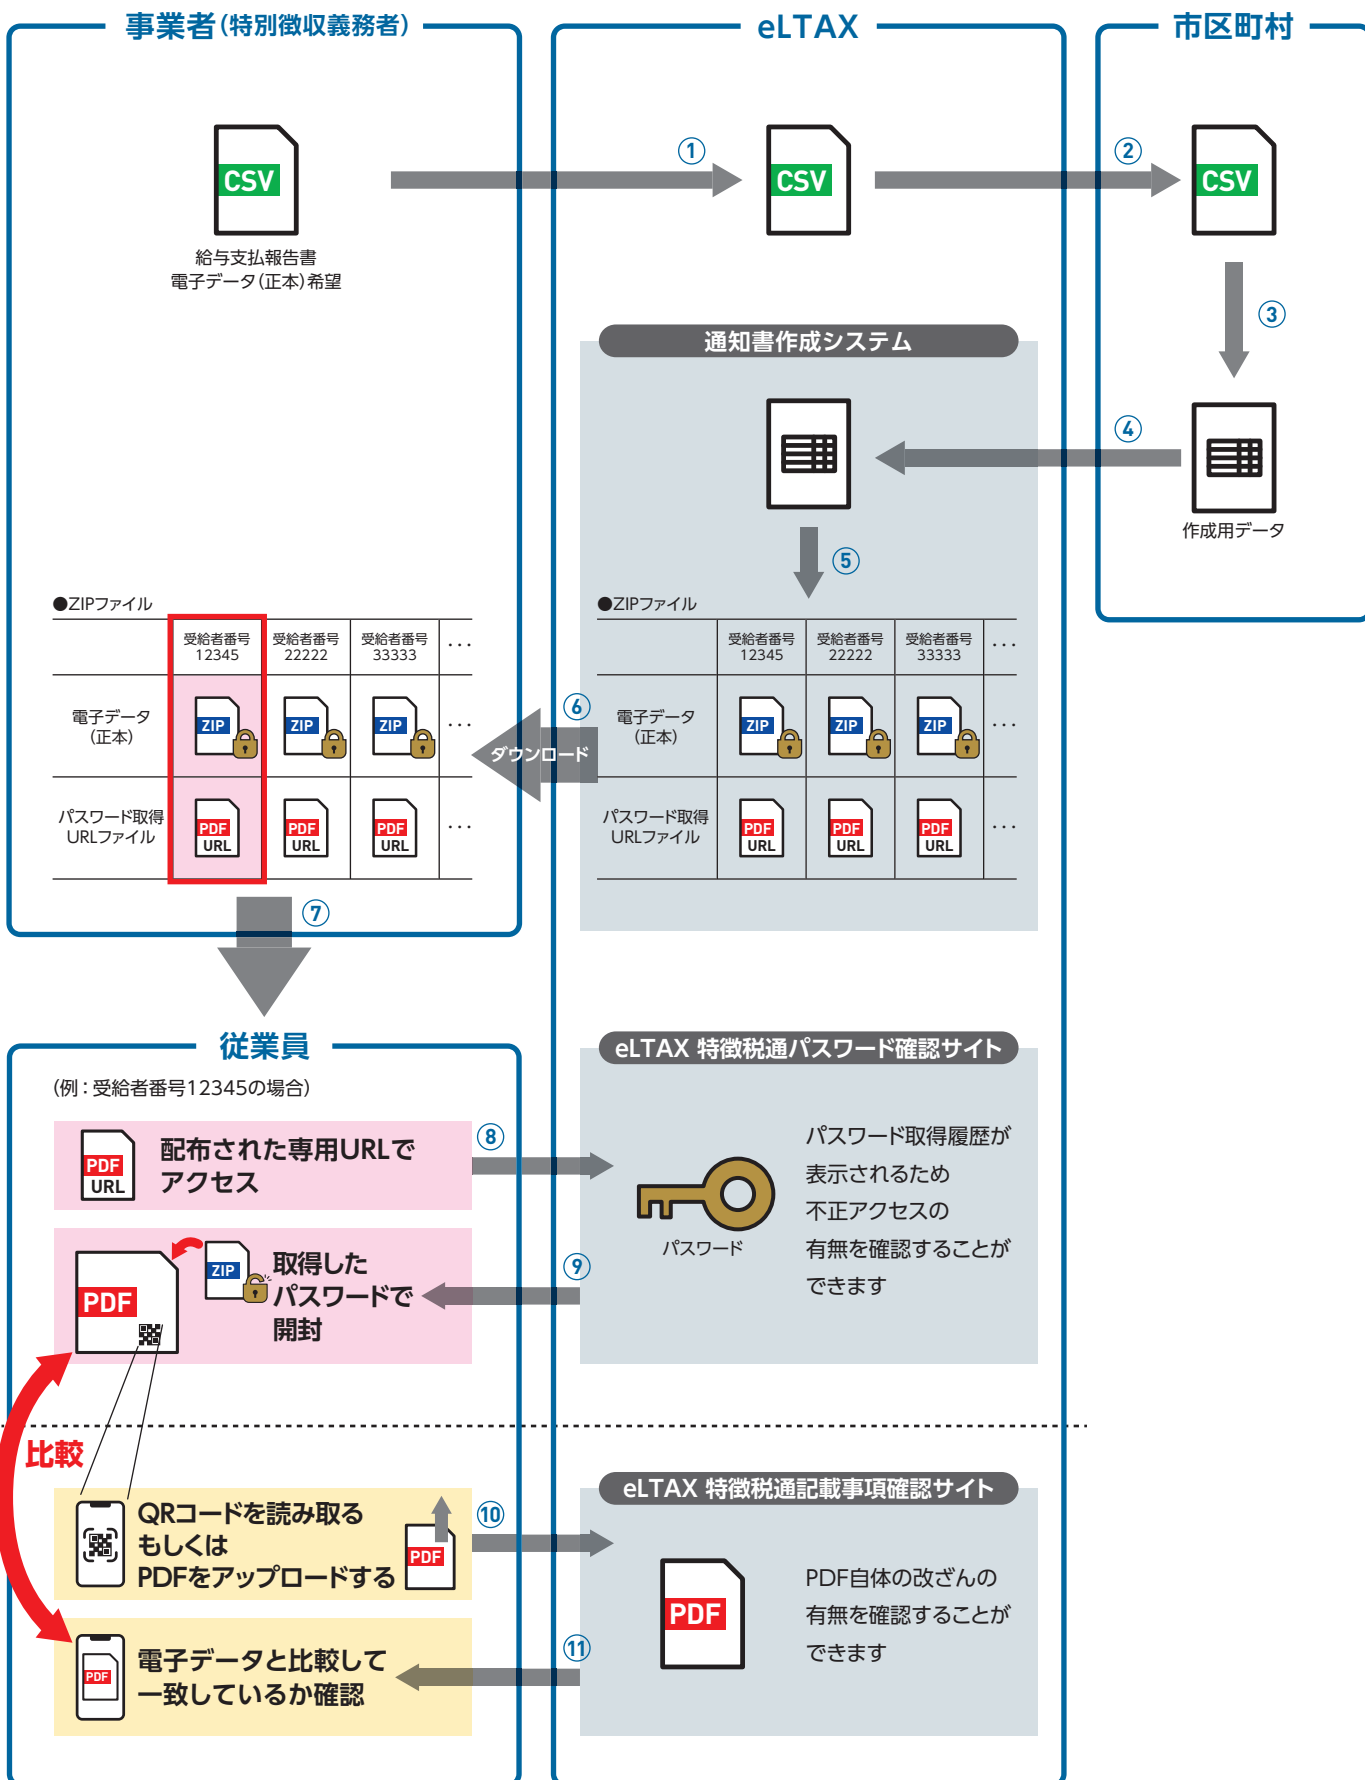 事業者(特別徴収義務者)
eLTAX
市区町村
①
②
CSV
CSV
CSV
給与支払報告書
電子データ(正本)希望
③
通知書作成システム
④
作成用データ
⑤
●ZIPファイル
受給者番号
12345
受給者番号
22222
受給者番号
33333
···
電子データ
(正本)
ZIP
ZIP
ZIP
···
パスワード取得
URLファイル
PDF
URL
PDF
URL
PDF
URL
···
⑥
ダウンロード
●ZIPファイル
受給者番号
12345
受給者番号
22222
受給者番号
33333
···
電子データ
(正本)
ZIP
ZIP
ZIP
···
パスワード取得
URLファイル
PDF
URL
PDF
URL
PDF
URL
···
⑦
従業員
(例：受給者番号12345の場合)
PDF
URL
配布された専用URLで
アクセス
⑧
eLTAX 特徴税通パスワード確認サイト
パスワード
パスワード取得履歴が
表示されるため
不正アクセスの
有無を確認することが
できます
⑨
PDF
ZIP
取得した
パスワードで
開封
比較
QRコードを読み取る
もしくは
PDFをアップロードする
PDF
⑩
eLTAX 特徴税通記載事項確認サイト
PDF
PDF自体の改ざんの
有無を確認することが
できます
⑪
PDF
電子データと比較して
一致しているか確認